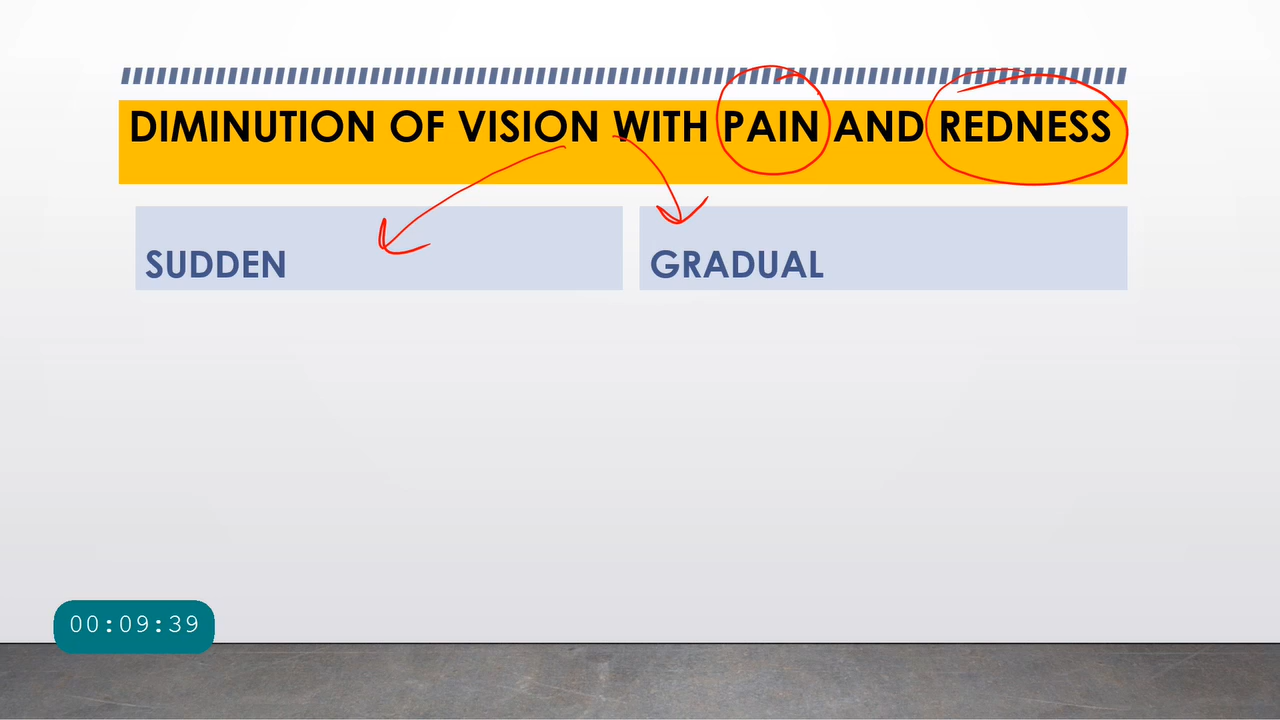 DIMINUTION OF VISION WITH PAIN AND REDNESS
SUDDEN
GRADUAL
00:09:39